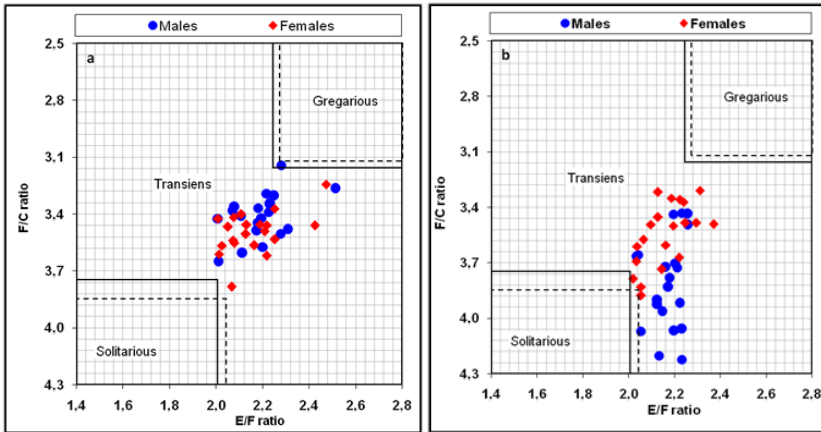 Males Females
a
F/C ratio
2,5
2,8
3,1
3,4
3,7
4,0
4,3
Gregarious
Transiens
Solitarious
1,4 1,6 1,8 2,0 2,2 2,4 2,6 2,8
E/F ratio
Males Females
b
F/C ratio
2,5
2,8
3,1
3,4
3,7
4,0
4,3
Gregarious
Transiens
Solitarious
1,4 1,6 1,8 2,0 2,2 2,4 2,6 2,8
E/F ratio